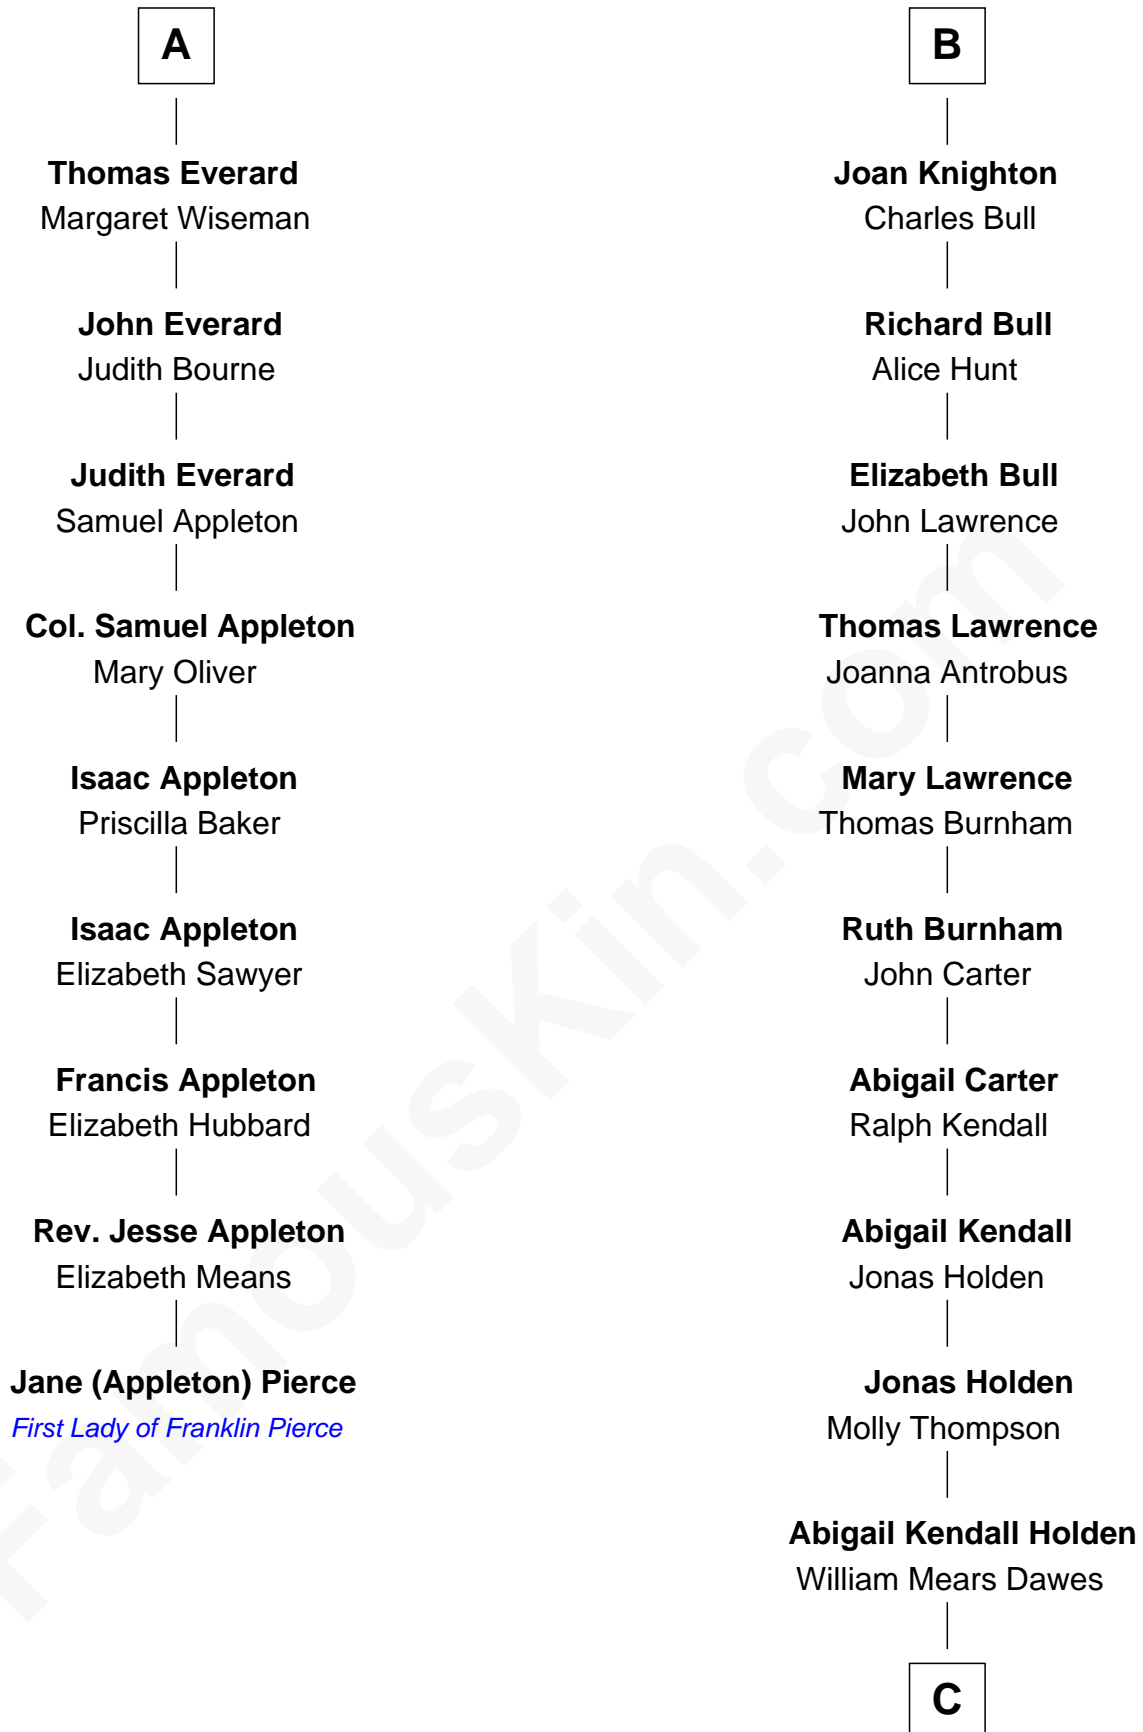 A
Thomas Everard
Margaret Wiseman
John Everard
Judith Bourne
Judith Everard
Samuel Appleton
Col. Samuel Appleton
Mary Oliver
Isaac Appleton
Priscilla Baker
Isaac Appleton
Elizabeth Sawyer
Francis Appleton
Elizabeth Hubbard
Rev. Jesse Appleton
Elizabeth Means
Jane (Appleton) Pierce
First Lady of Franklin Pierce
B
Joan Knighton
Charles Bull
Richard Bull
Alice Hunt
Elizabeth Bull
John Lawrence
Thomas Lawrence
Joanna Antrobus
Mary Lawrence
Thomas Burnham
Ruth Burnham
John Carter
Abigail Carter
Ralph Kendall
Abigail Kendall
Jonas Holden
Jonas Holden
Molly Thompson
Abigail Kendall Holden
William Mears Dawes
C
FamousKin.com